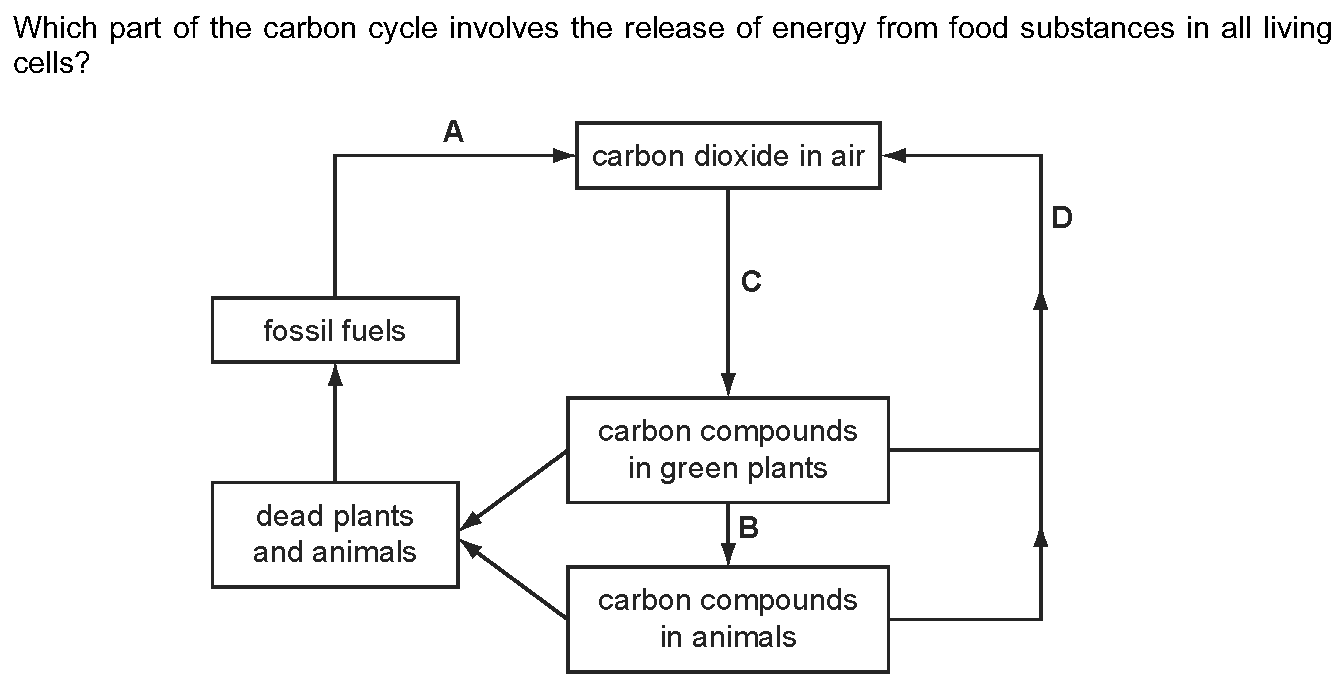 Which part of the carbon cycle involves the release of energy from food substances in all living
cells?
A
carbon dioxide in air
D
C
fossil fuels
carbon compounds
in green plants
dead plants
and animals
B
carbon compounds
in animals